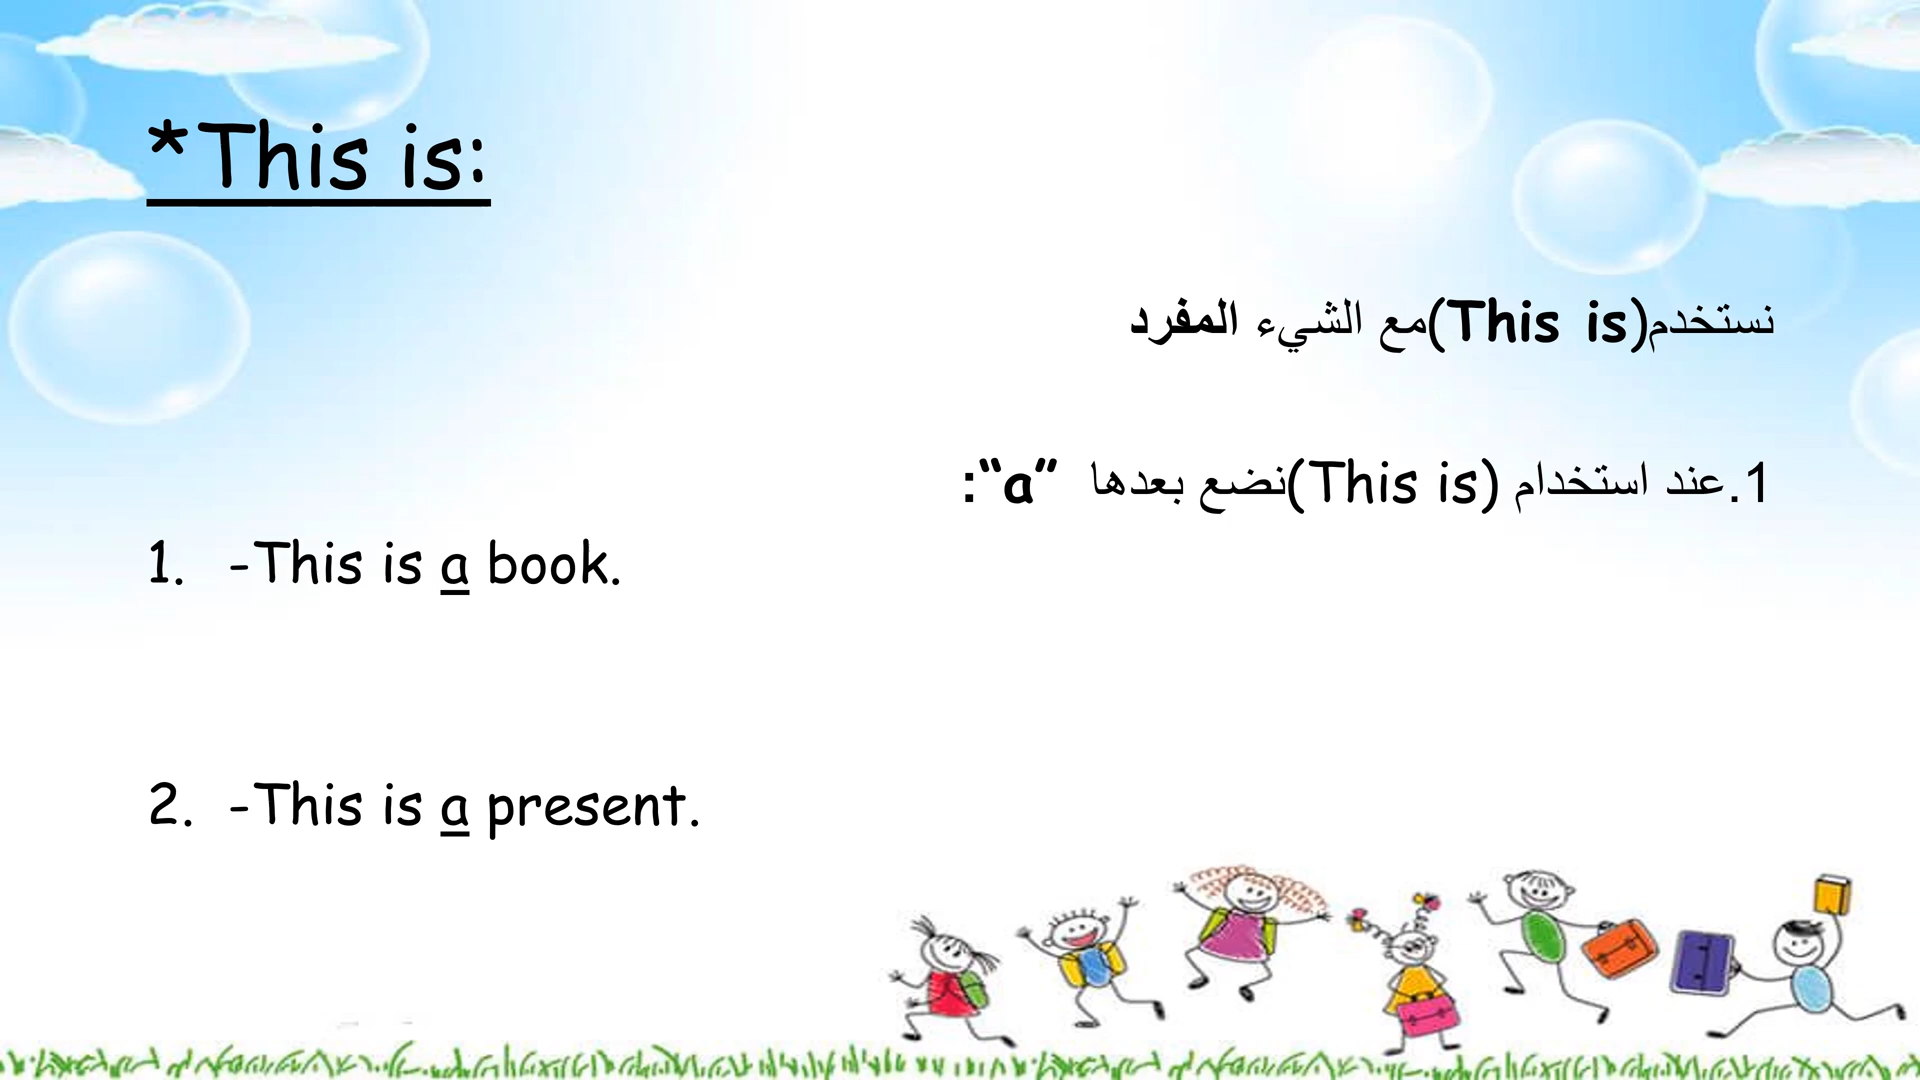 *This is:
نستخدم(This is)مع الشيء المفرد
1.عند استخدام (This is)نضع بعدها “a”:
1. -This is a book.
2. -This is a present.